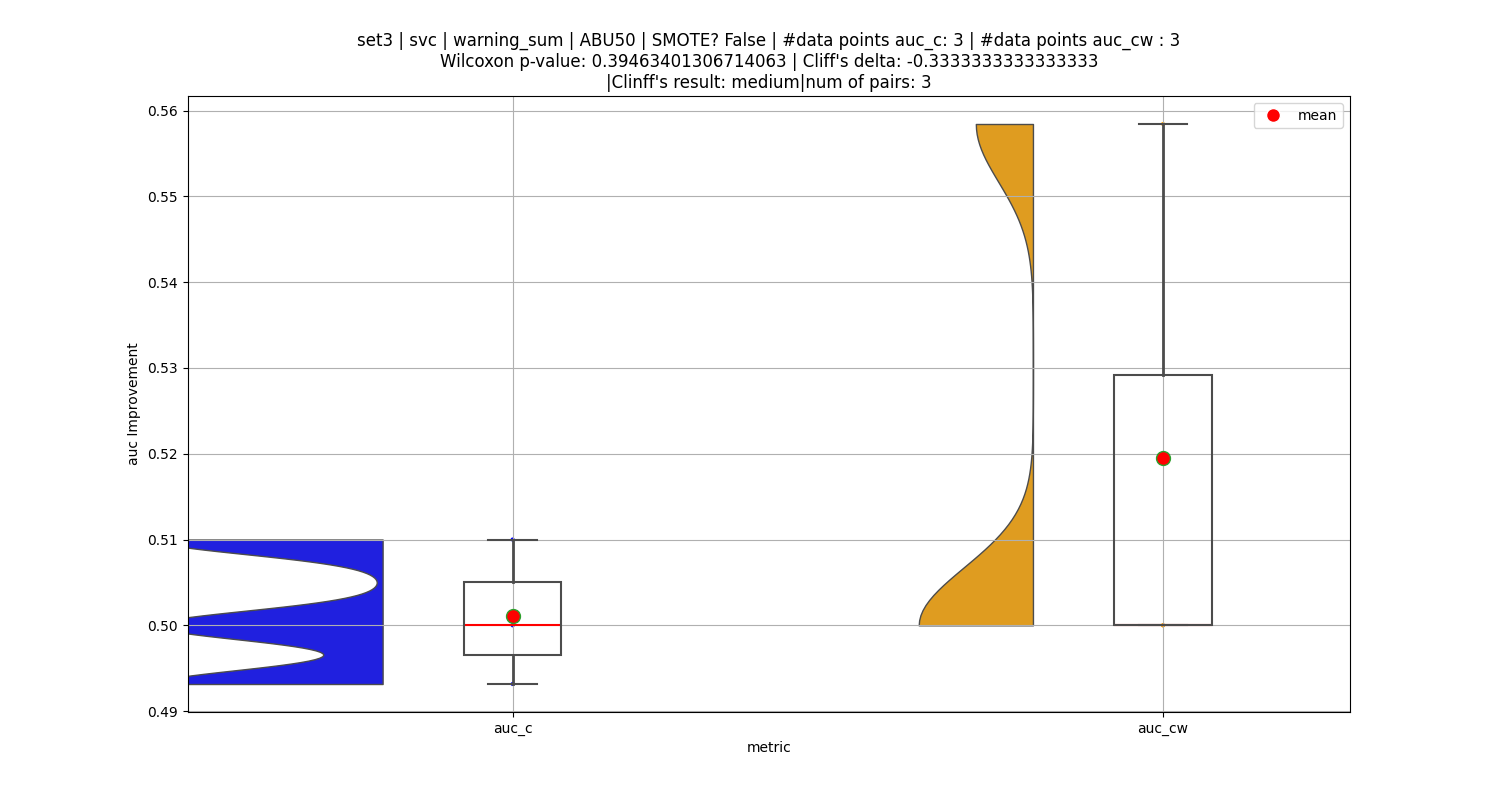 set3 | svc | warning_sum | ABU50 | SMOTE? False | #data points auc_c: 3 | #data points auc_cw : 3
Wilcoxon p-value: 0.39463401306714063 | Cliff's delta: -0.3333333333333333
|Clinff's result: medium|num of pairs: 3
mean
0.56
0.55
0.54
0.53
0.52
0.51
0.50
0.49
auc Improvement
auc_c
auc_cw
metric